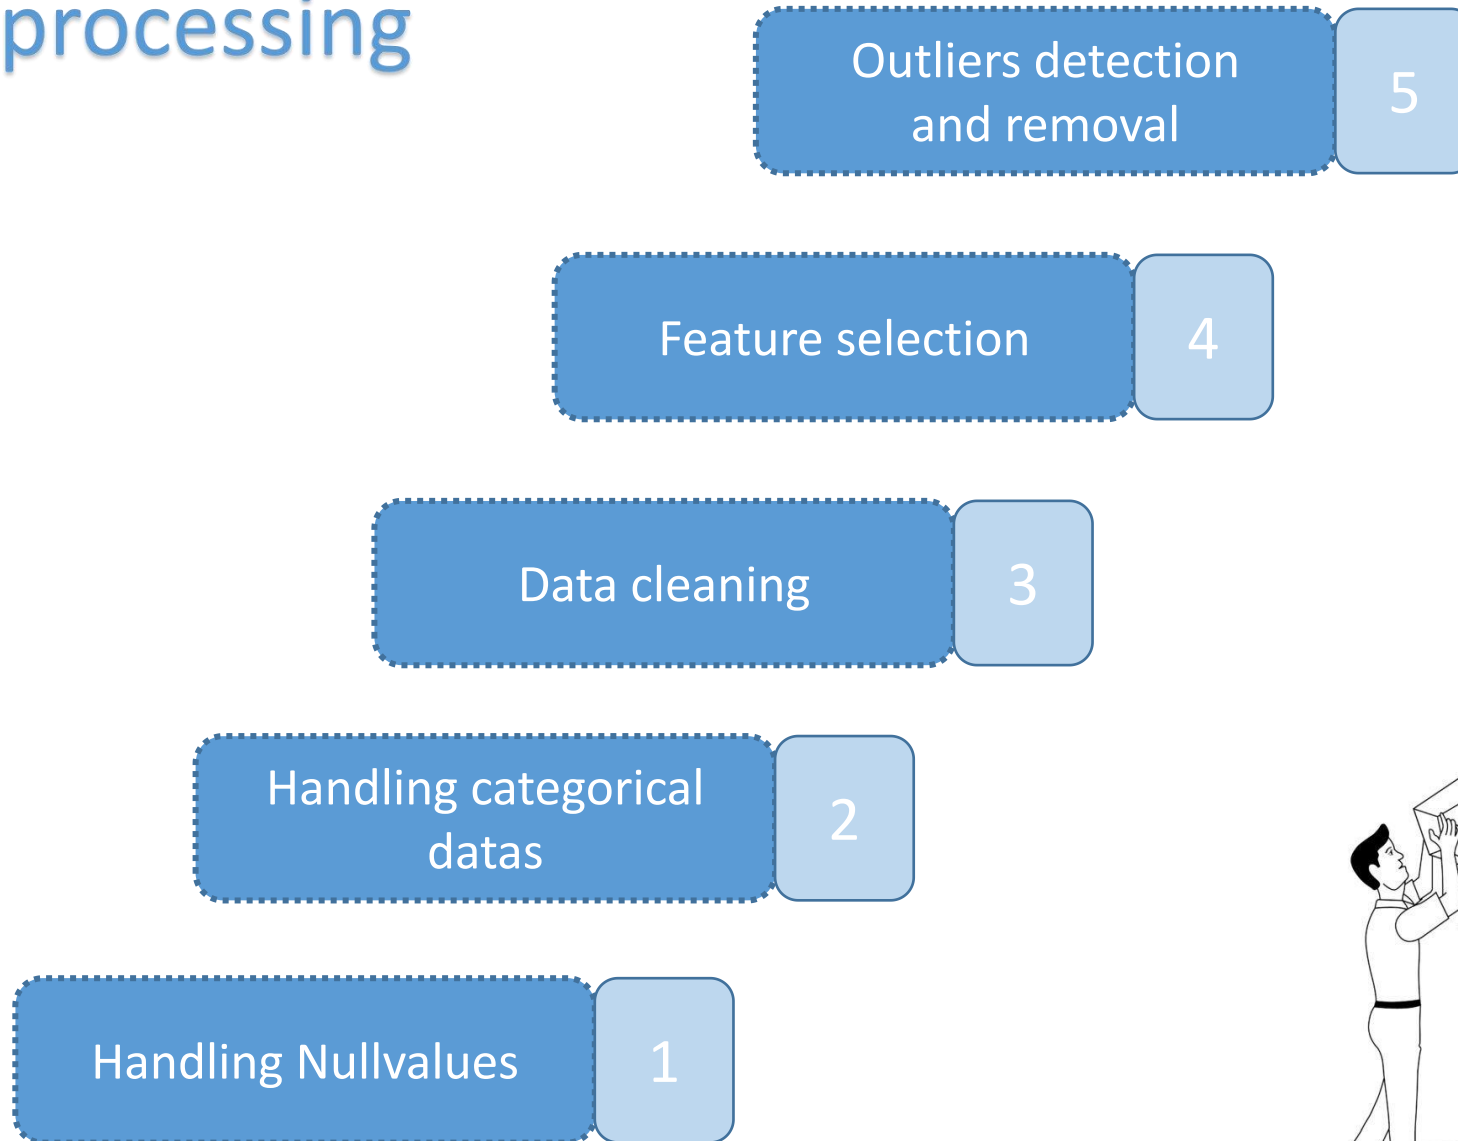 processing
Outliers detection
and removal
5
Feature selection
4
Data cleaning
3
Handling categorical
datas
2
Handling Nullvalues
1